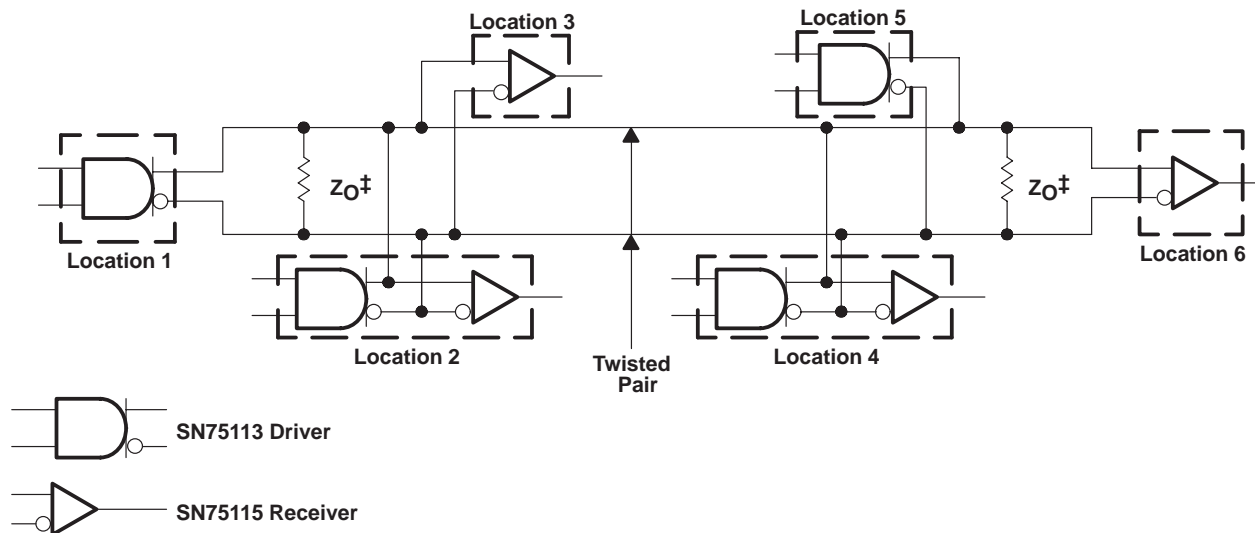 Location 3
Location 5
ZO‡
ZO‡
Location 1
Location 6
Location 2
Location 4
Twisted
Pair
SN75113 Driver
SN75115 Receiver